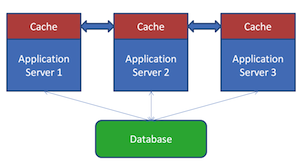 Cache
Cache
Cache
Application
Server 1
Application
Server 2
Application
Server 3
Database